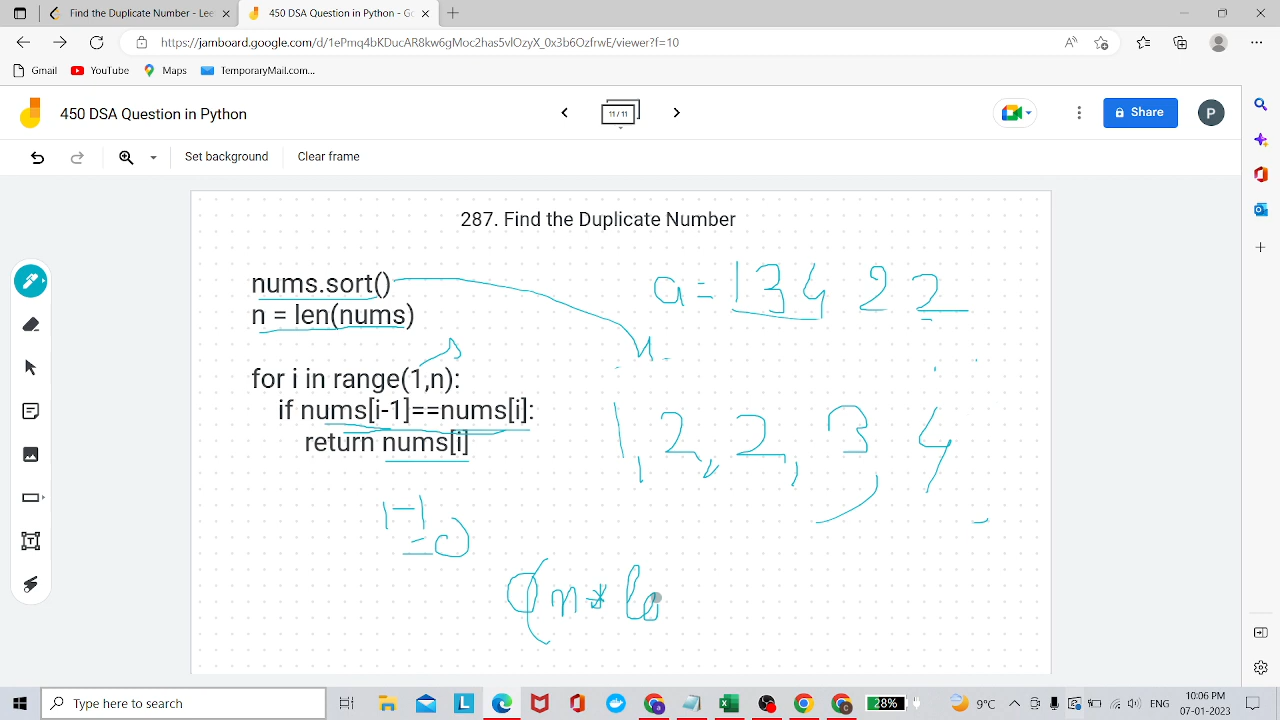 Find the Duplicate Number - Lee
450 DSA Question in Python - Go
https://jamboard.google.com/d/1ePmq4bKDucAR8kw6gMoc2has5vlOzyX_0x3b6OzfrwE/viewer?f=10
Gmail YouTube Maps TemporaryMail.com...
450 DSA Question in Python
11 / 11
Share
P
Set background
Clear frame
287. Find the Duplicate Number
nums.sort()
n = len(nums)
for i in range(1,n):
if nums[i-1]==nums[i]:
return nums[i]
a = 1 3 4 2 2
1, 2, 2, 3, 4
1-1
=0
O(n*lo
Type here to search
28%
9°C
ENG
10:06 PM
07-01-2023